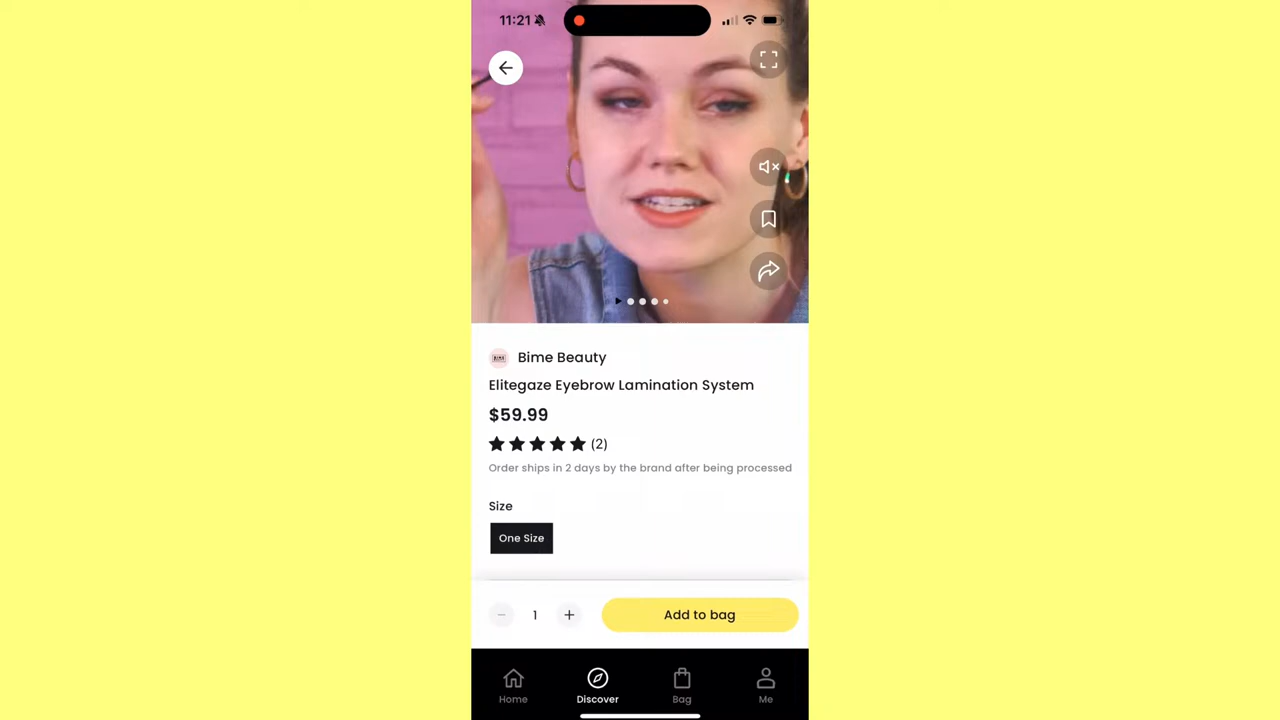 11:21
Bime Beauty
Elitegaze Eyebrow Lamination System
$59.99
(2)
Order ships in 2 days by the brand after being processed
Size
One Size
1
Add to bag
Home
Discover
Bag
Me